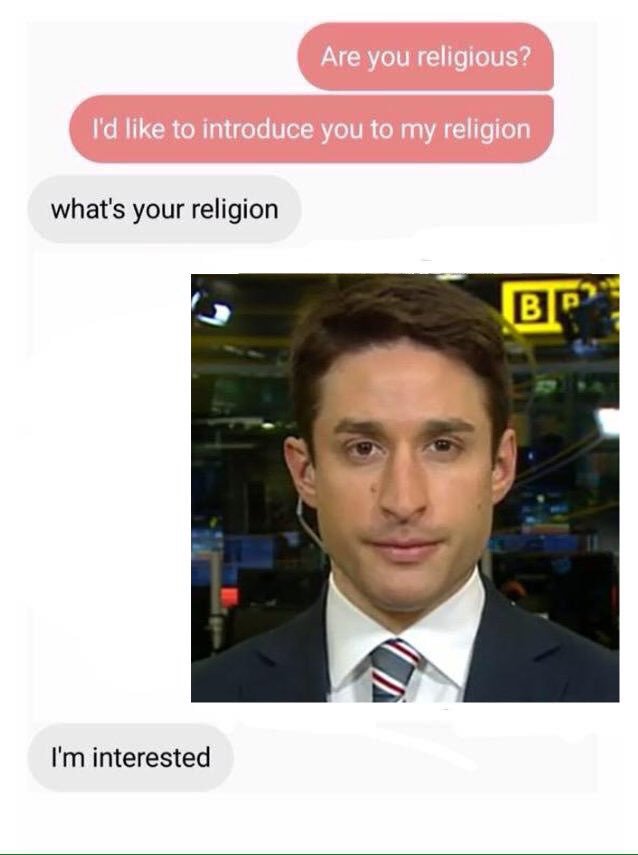 Are you religious?
I'd like to introduce you to my religion
what's your religion
B B
I'm interested